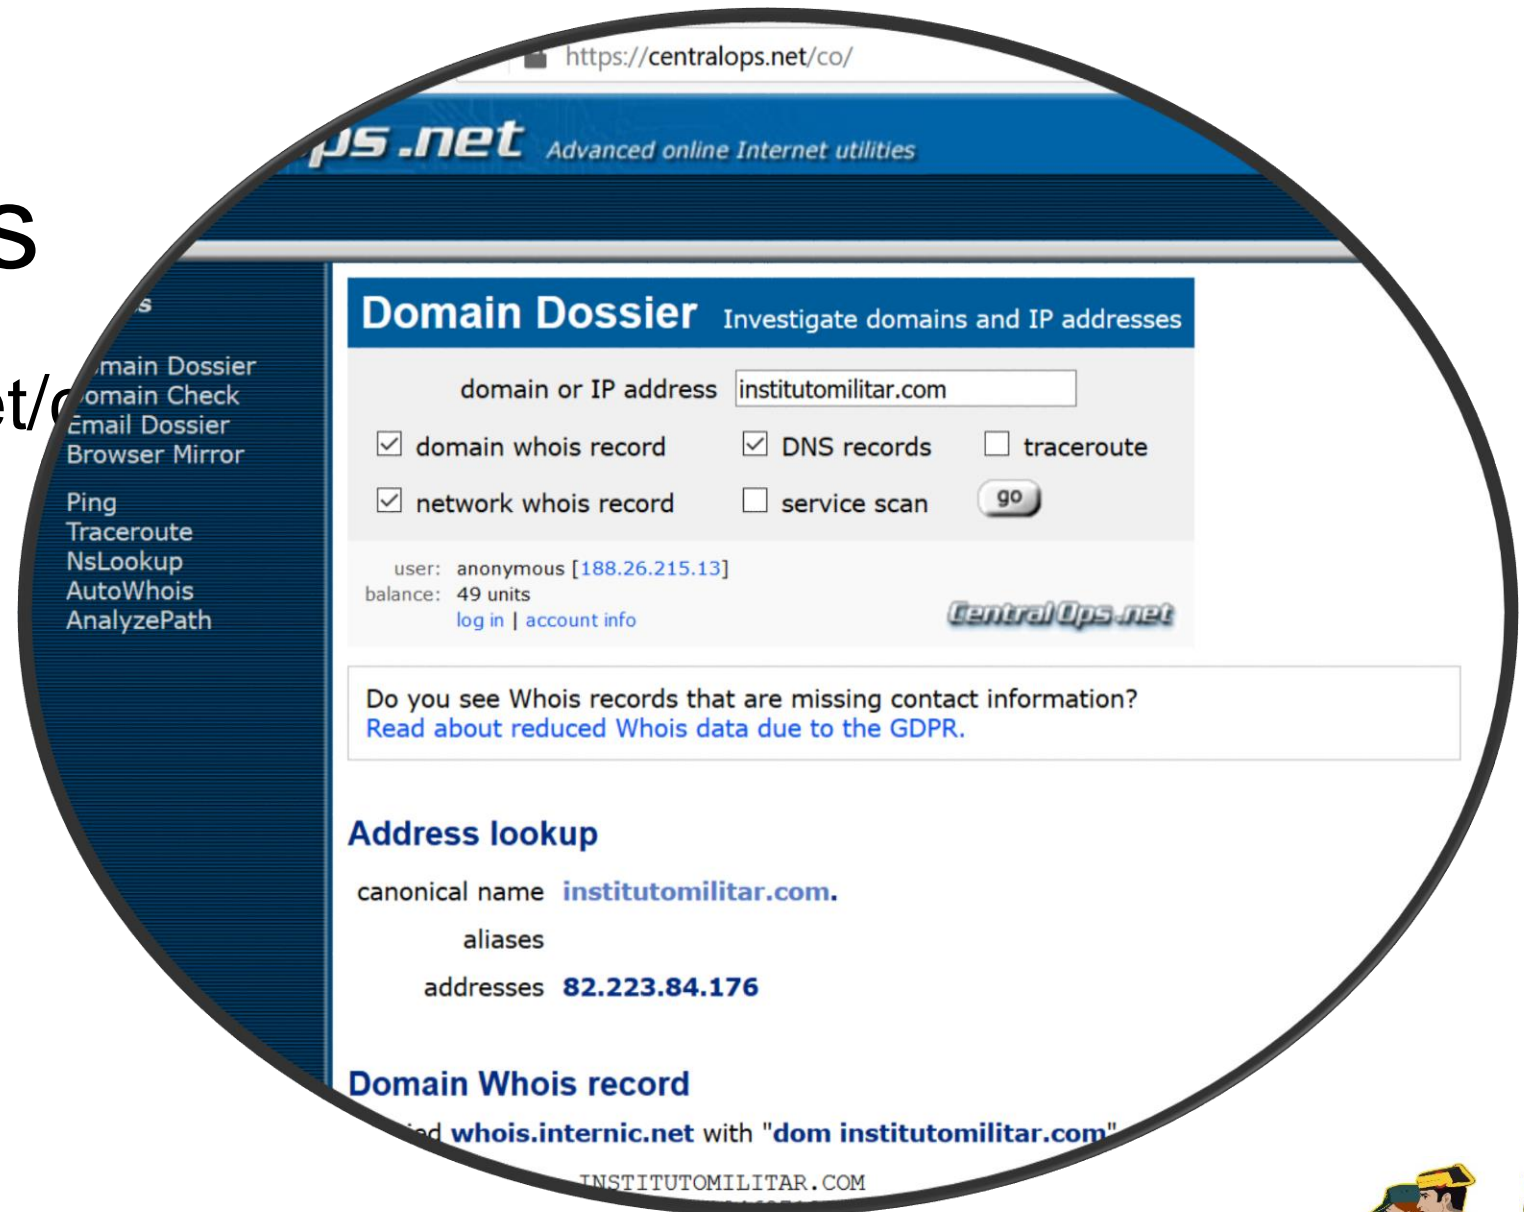 https://centralops.net/co/
.net Advanced online Internet utilities
s
et/
Domain Dossier Investigate domains and IP addresses
Domain Check
Email Dossier
Browser Mirror
Ping
Traceroute
NsLookup
AutoWhois
AnalyzePath
domain or IP address institutomilitar.com
domain whois record DNS records traceroute
network whois record service scan go
user: anonymous [188.26.215.13]
balance: 49 units
log in | account info
CentralOps.net
Do you see Whois records that are missing contact information?
Read about reduced Whois data due to the GDPR.
Address lookup
canonical name institutomilitar.com.
aliases
addresses 82.223.84.176
Domain Whois record
whois.internic.net with "dom institutomilitar.com"
INSTITUTOMILITAR.COM